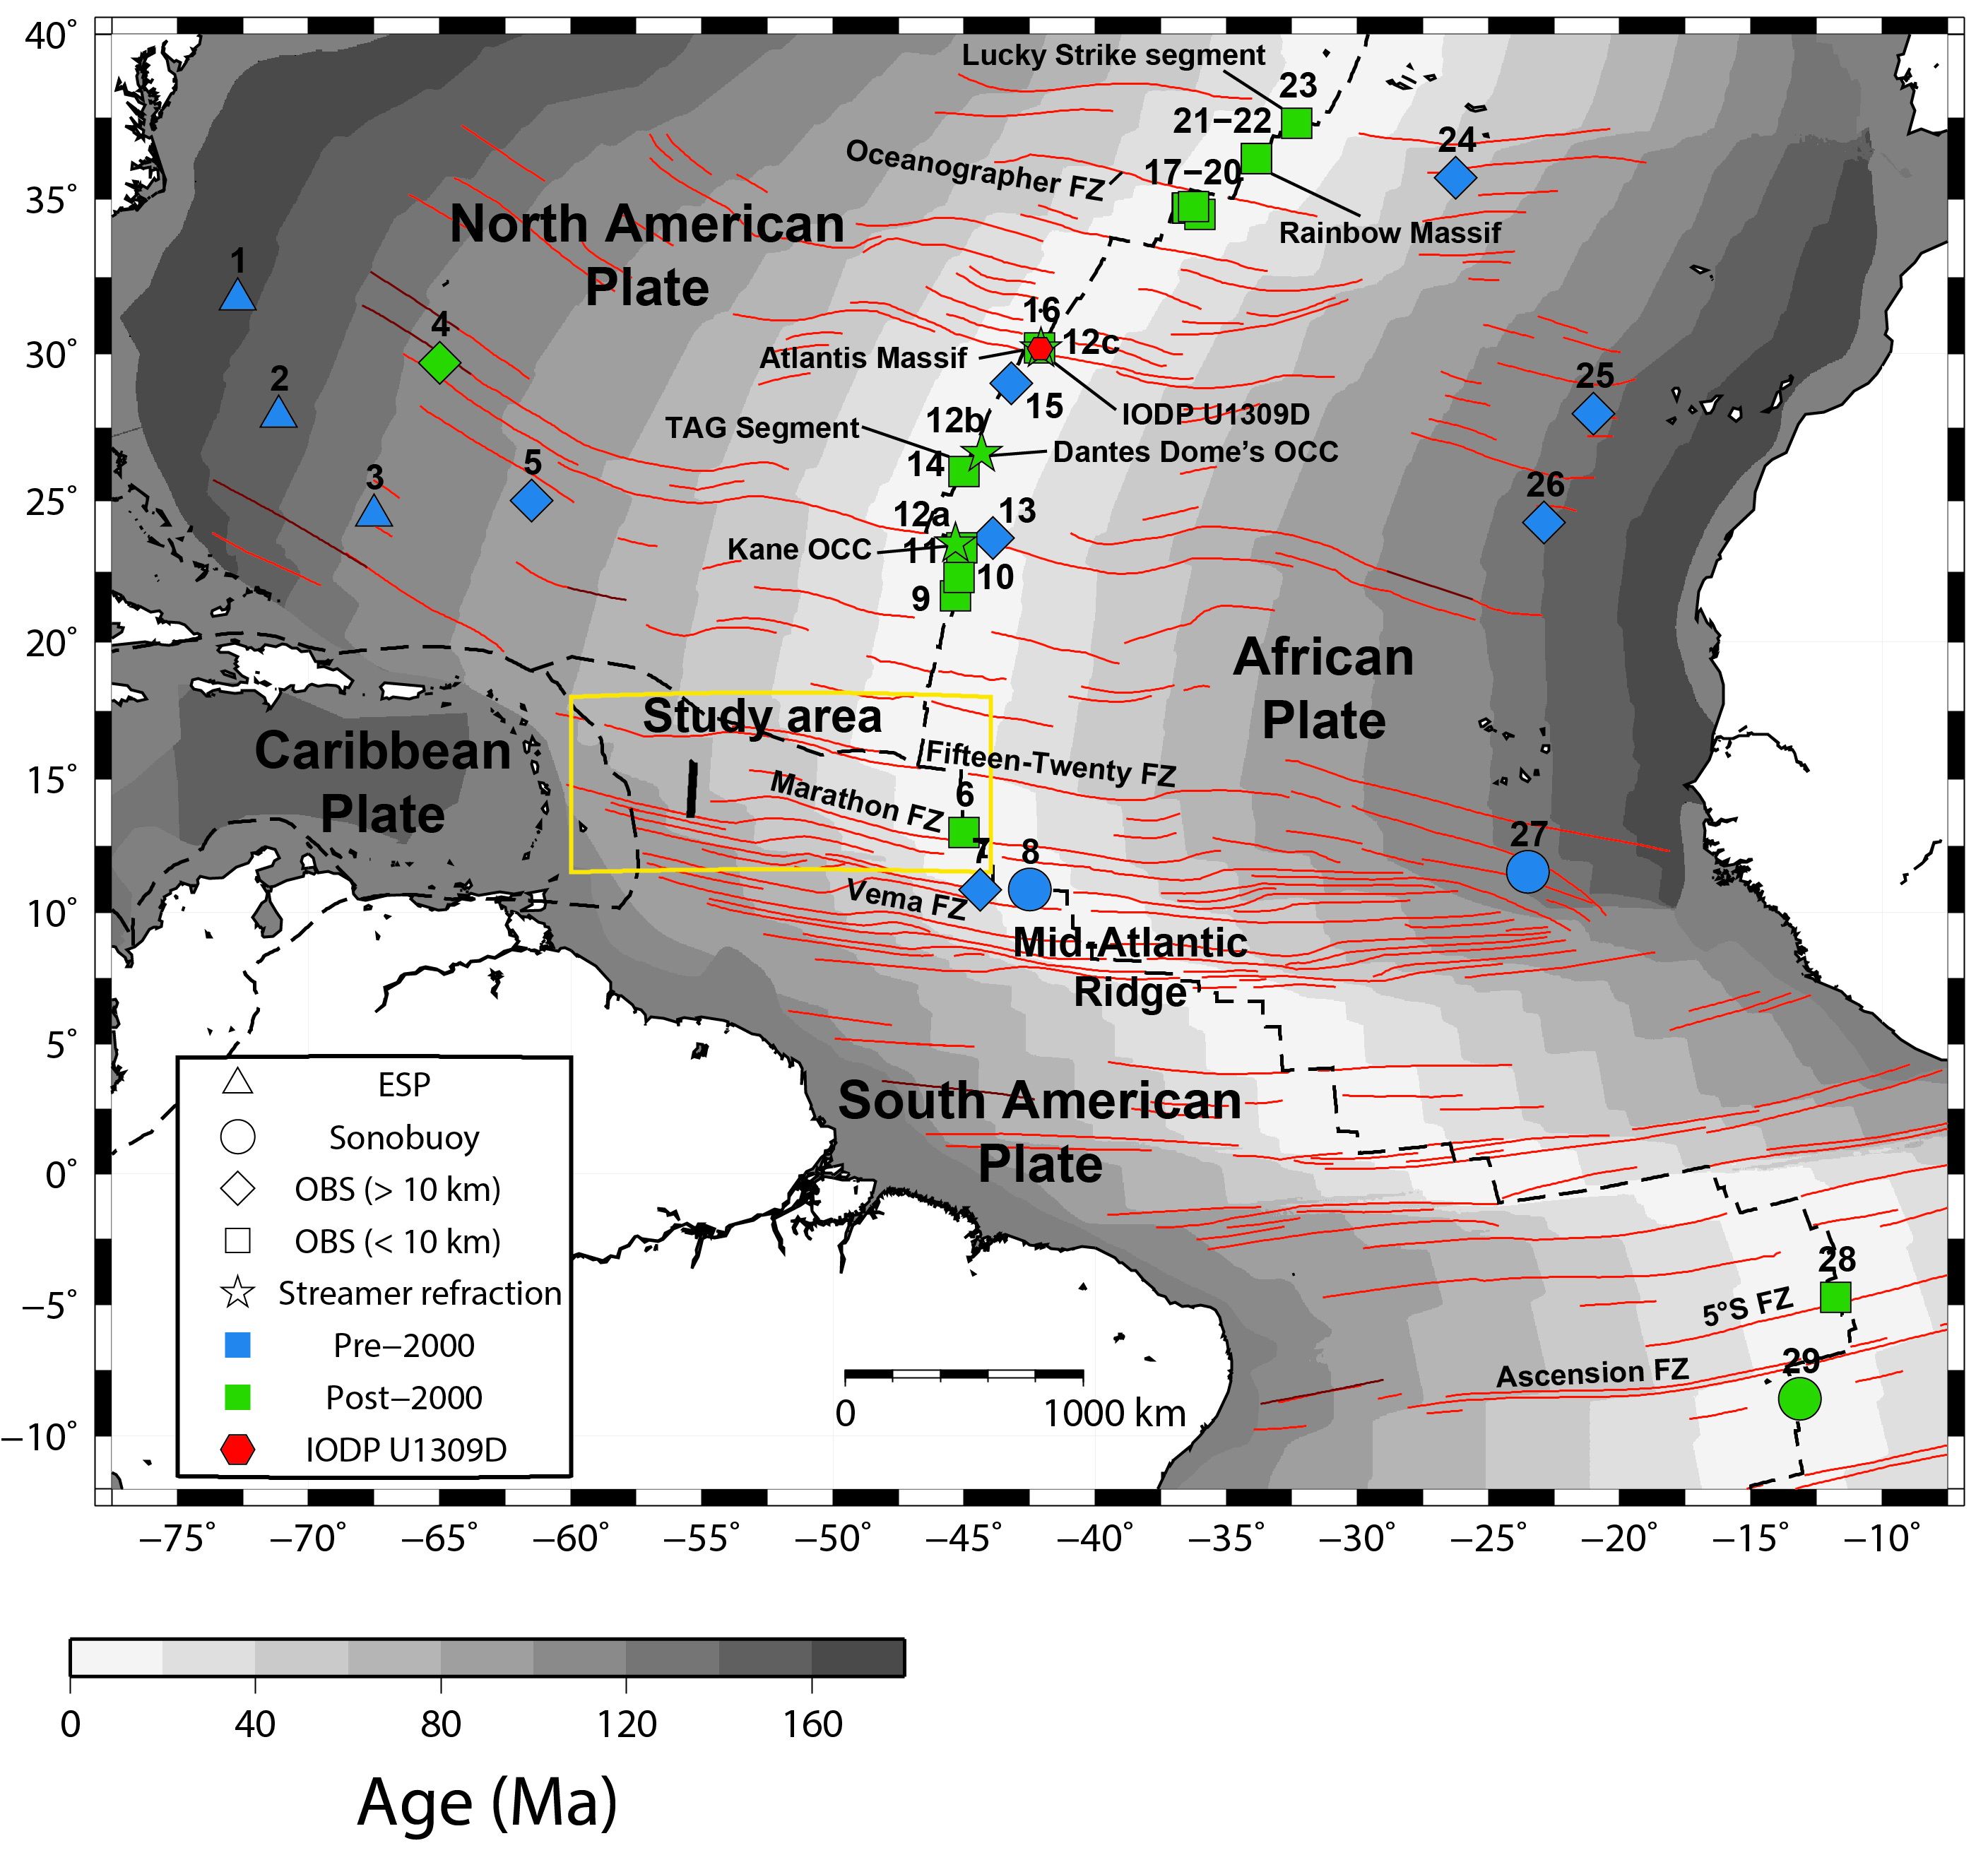 40°
35°
30°
25°
20°
15°
10°
5°
0°
−5°
−10°
Lucky Strike segment
23
21−22
24
Oceanographer FZ
17−20
North American
Plate
Rainbow Massif
1
4
16
12c
Atlantis Massif
2
15
25
IODP U1309D
TAG Segment
12b
Dantes Dome’s OCC
3
5
14
26
12a
13
Kane OCC
11
10
9
African
Plate
Study area
Caribbean
Plate
Fifteen-Twenty FZ
Marathon FZ
6
7
8
27
Vema FZ
Mid-Atlantic
Ridge
South American
Plate
28
5°S FZ
29
Ascension FZ
ESP
Sonobuoy
OBS (> 10 km)
OBS (< 10 km)
Streamer refraction
Pre−2000
Post−2000
IODP U1309D
0
1000 km
−75°
−70°
−65°
−60°
−55°
−50°
−45°
−40°
−35°
−30°
−25°
−20°
−15°
−10°
0
40
80
120
160
Age (Ma)